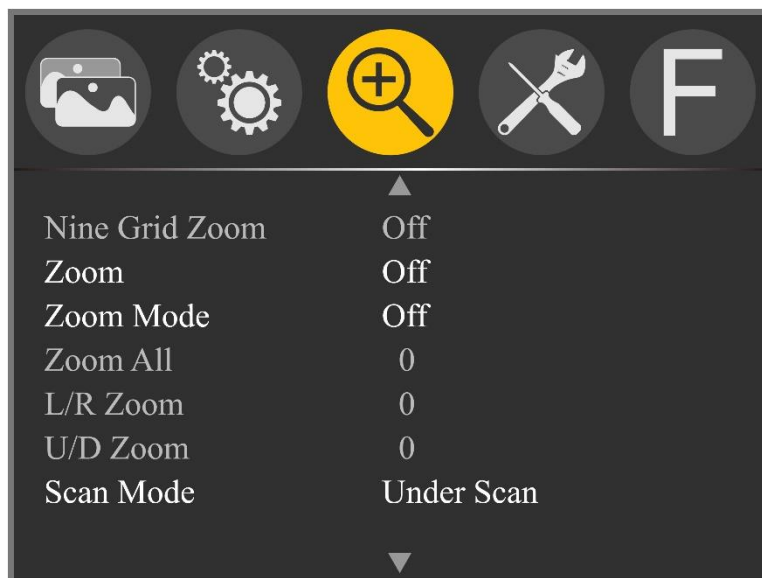 F
Nine Grid Zoom Off
Zoom Off
Zoom Mode Off
Zoom All 0
L/R Zoom 0
U/D Zoom 0
Scan Mode Under Scan